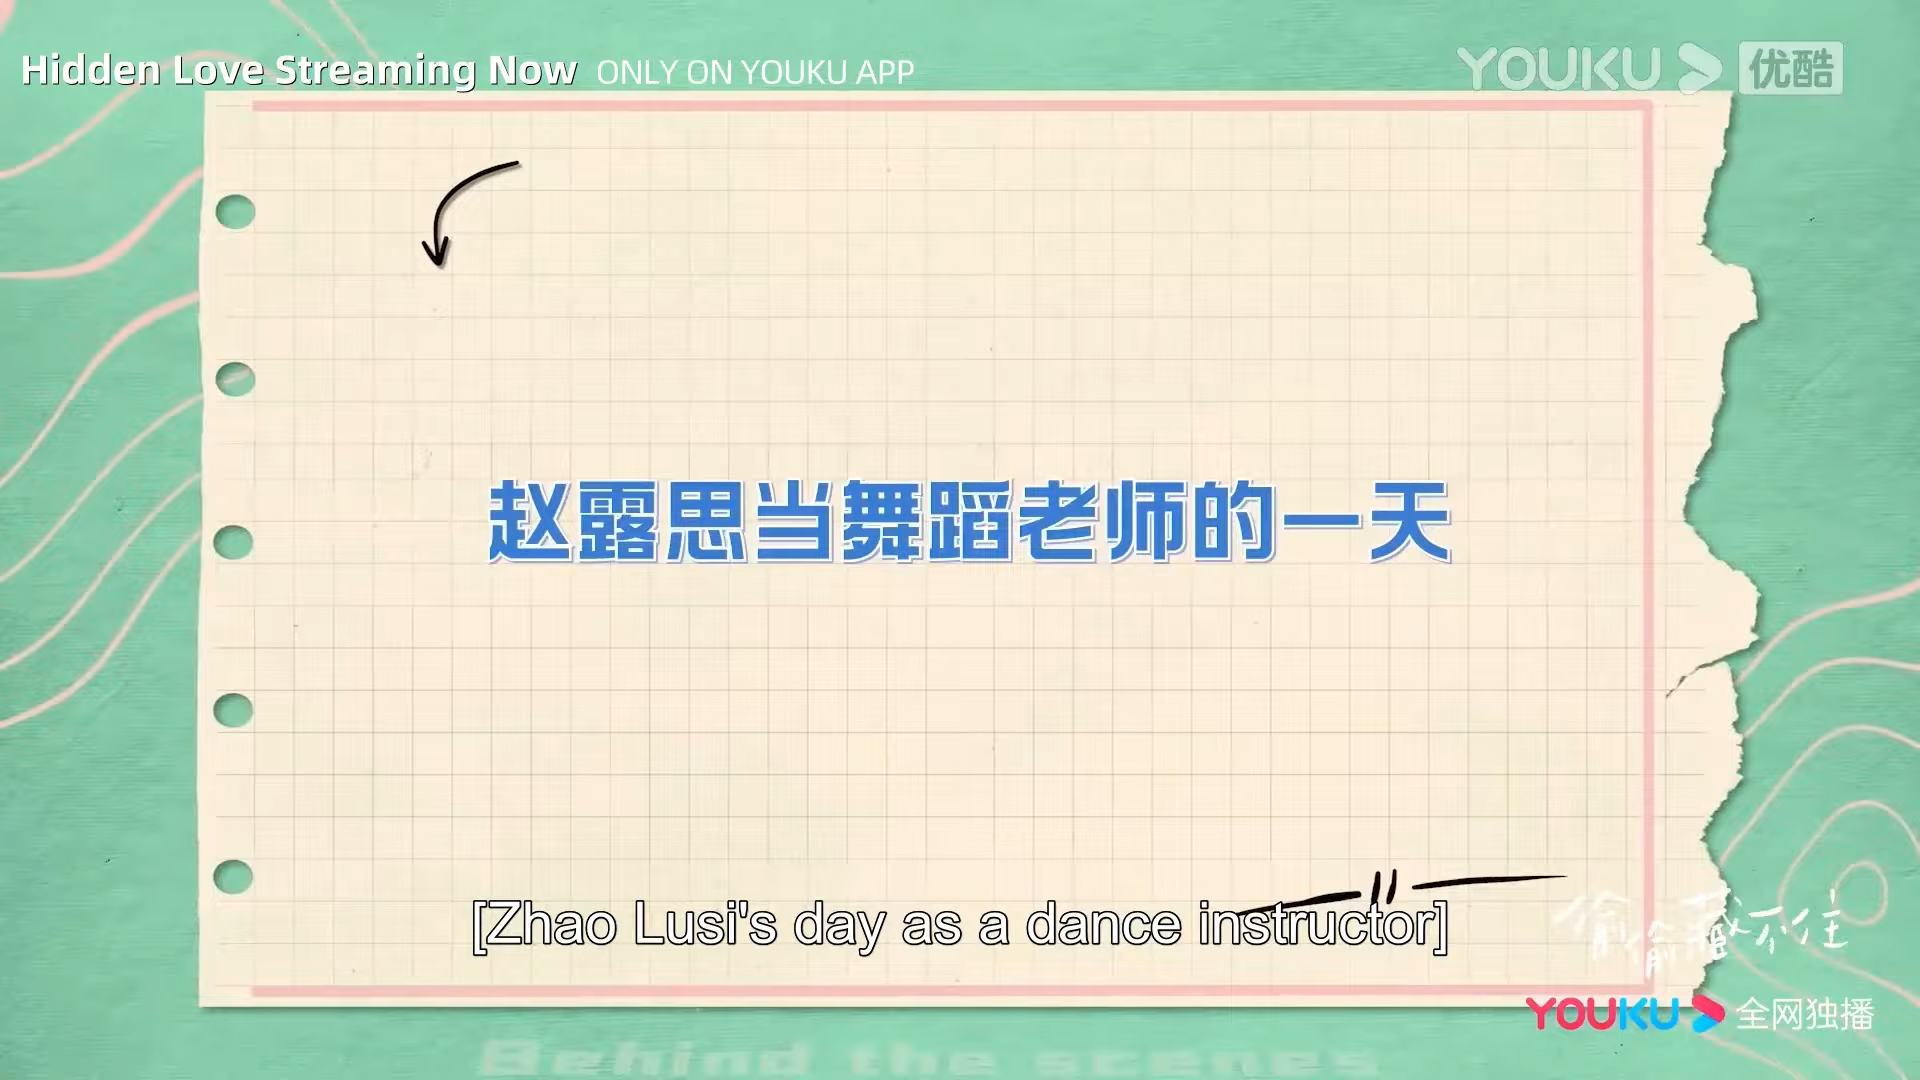 Hidden Love Streaming Now ONLY ON YOUKU APP
YOUKU 优酷
赵露思当舞蹈老师的一天
[Zhao Lusi's day as a dance instructor]
偷偷藏不住
YOUKU 全网独播
Behind the scenes